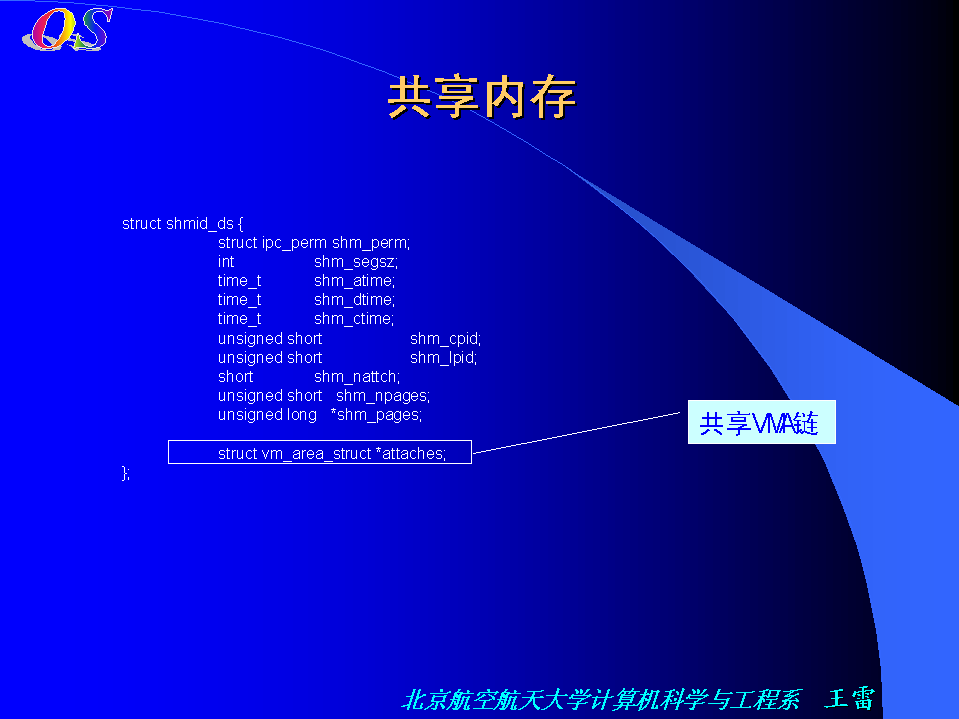 OS
共享内存
struct shmid_ds {
struct ipc_perm shm_perm;
int shm_segsz;
time_t shm_atime;
time_t shm_dtime;
time_t shm_ctime;
unsigned short shm_cpid;
unsigned short shm_lpid;
short shm_nattch;
unsigned short shm_npages;
unsigned long *shm_pages;
共享VMA链
struct vm_area_struct *attaches;
};
北京航空航天大学计算机科学与工程系 王雷